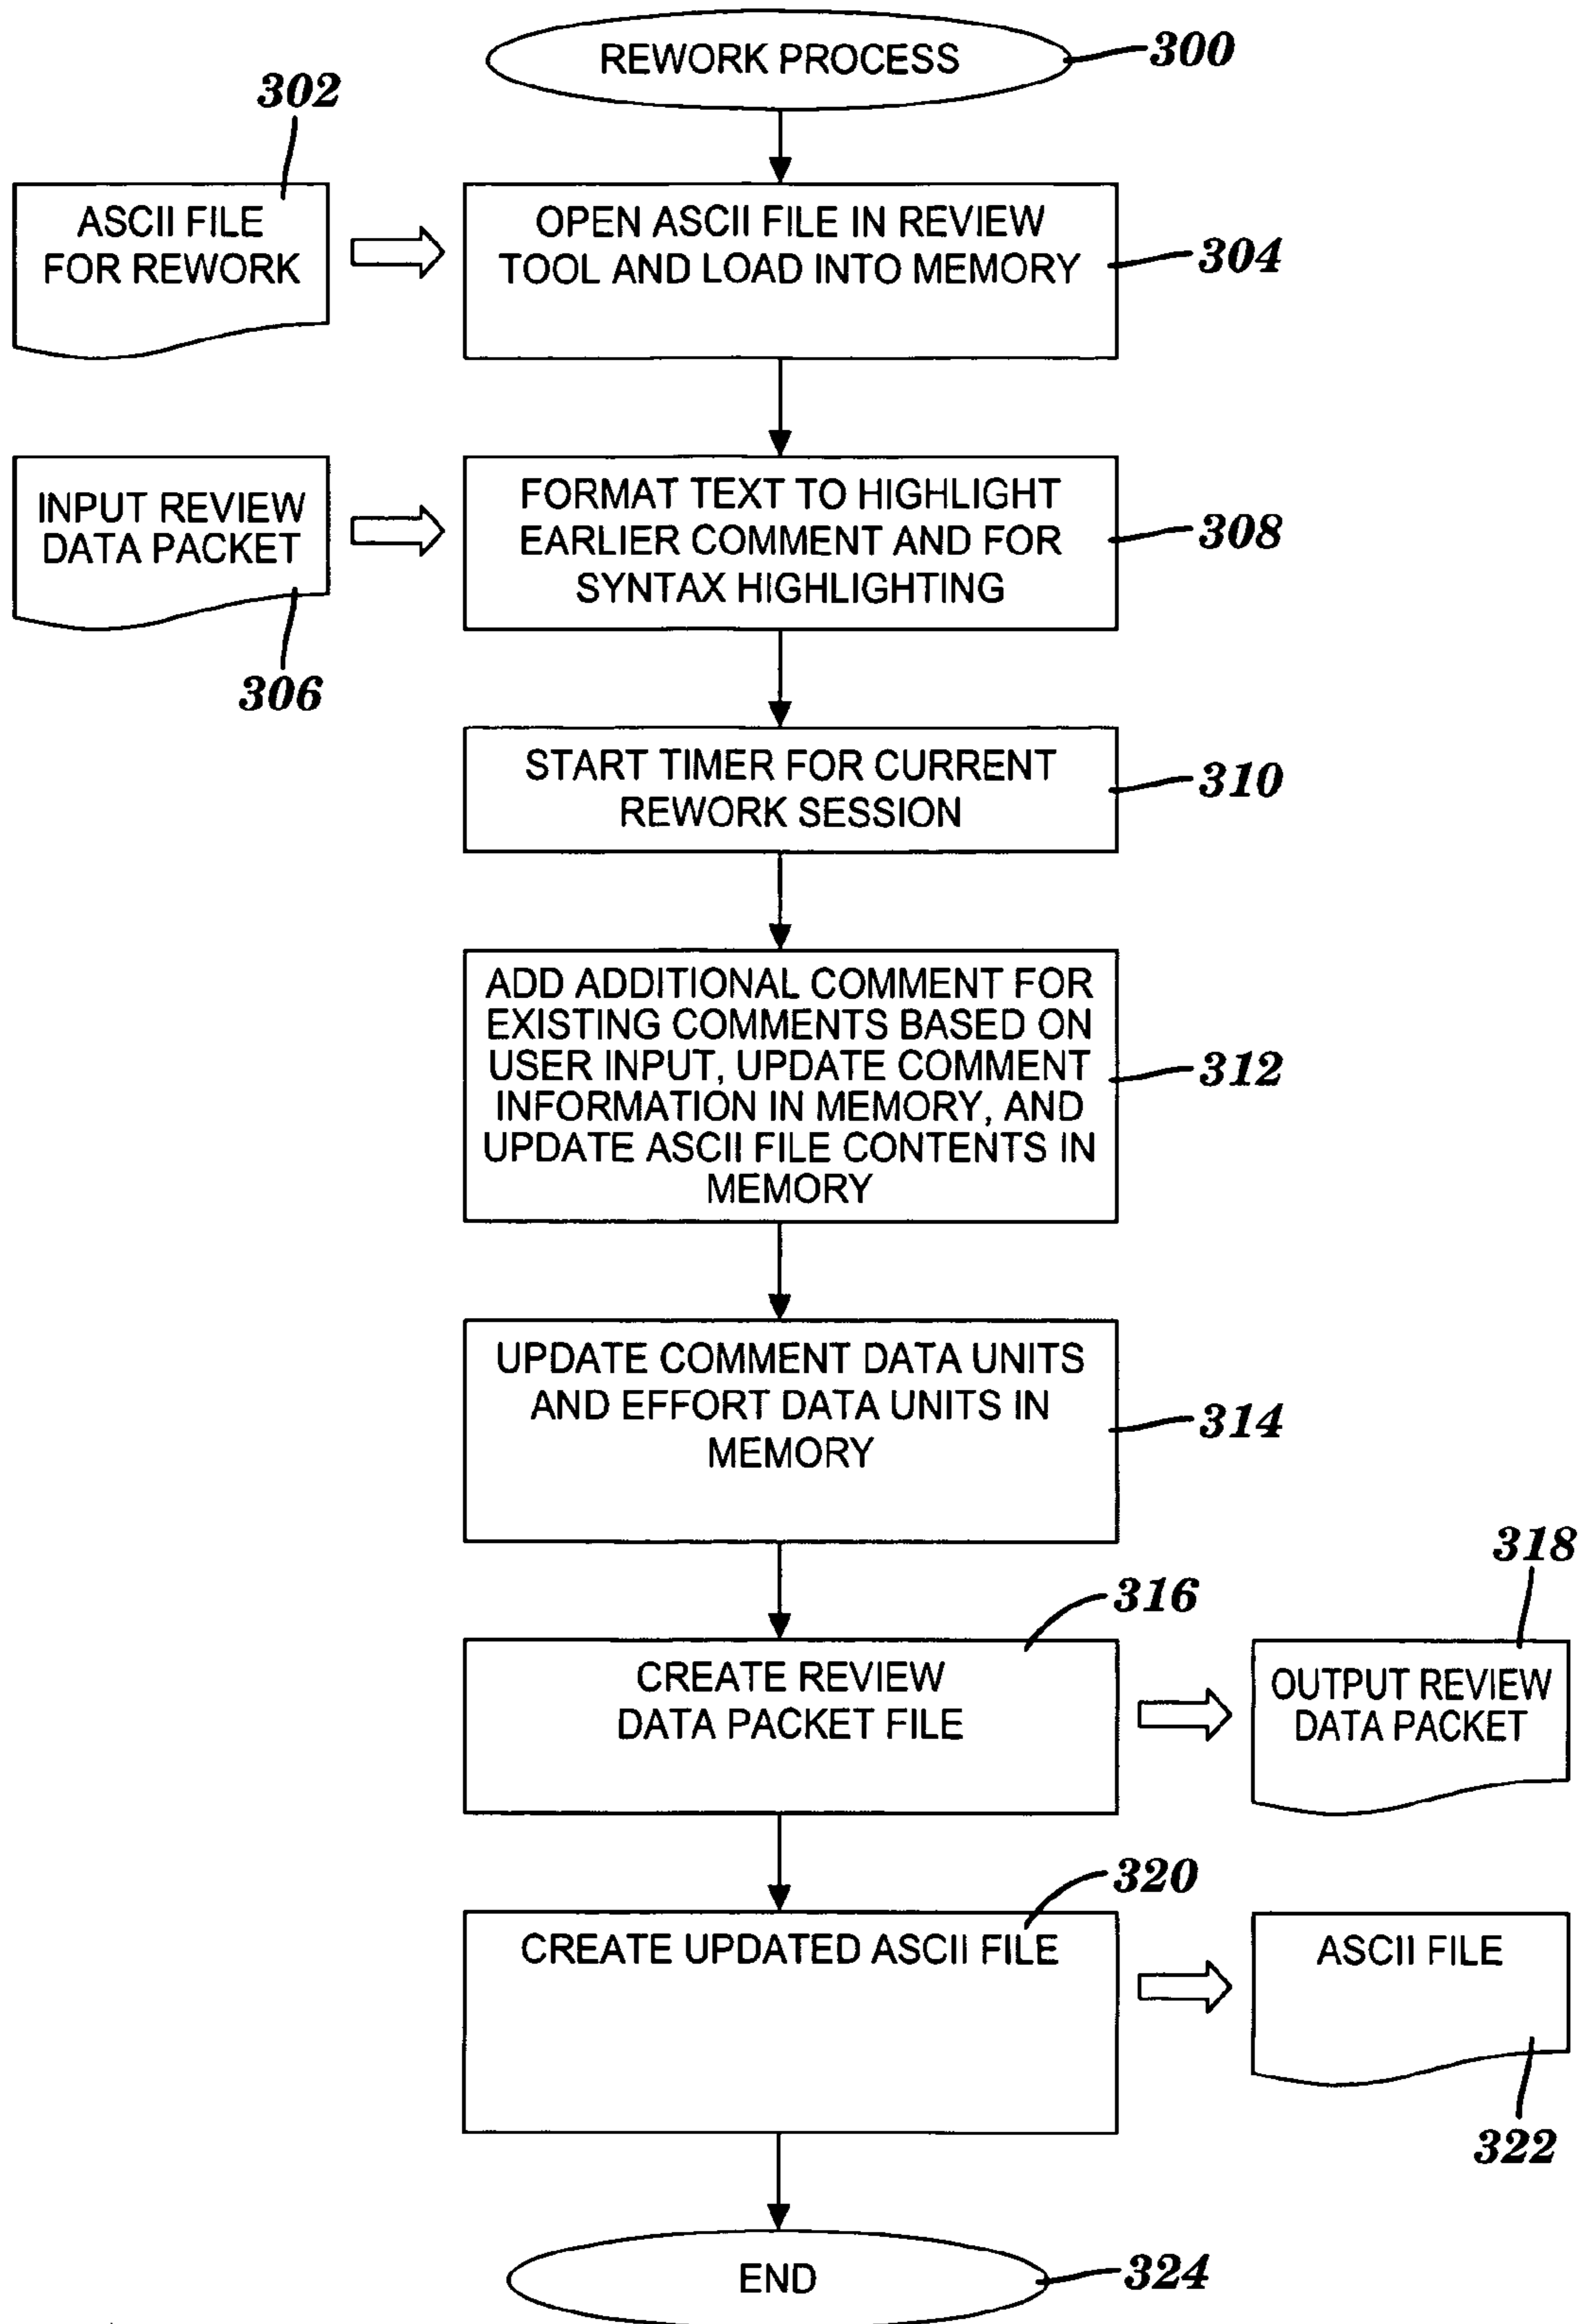 REWORK PROCESS
300
302
ASCII FILE
FOR REWORK
OPEN ASCII FILE IN REVIEW
TOOL AND LOAD INTO MEMORY
304
INPUT REVIEW
DATA PACKET
306
FORMAT TEXT TO HIGHLIGHT
EARLIER COMMENT AND FOR
SYNTAX HIGHLIGHTING
308
START TIMER FOR CURRENT
REWORK SESSION
310
ADD ADDITIONAL COMMENT FOR
EXISTING COMMENTS BASED ON
USER INPUT, UPDATE COMMENT
INFORMATION IN MEMORY, AND
UPDATE ASCII FILE CONTENTS IN
MEMORY
312
UPDATE COMMENT DATA UNITS
AND EFFORT DATA UNITS IN
MEMORY
314
316
CREATE REVIEW
DATA PACKET FILE
318
OUTPUT REVIEW
DATA PACKET
320
CREATE UPDATED ASCII FILE
ASCII FILE
322
END
324